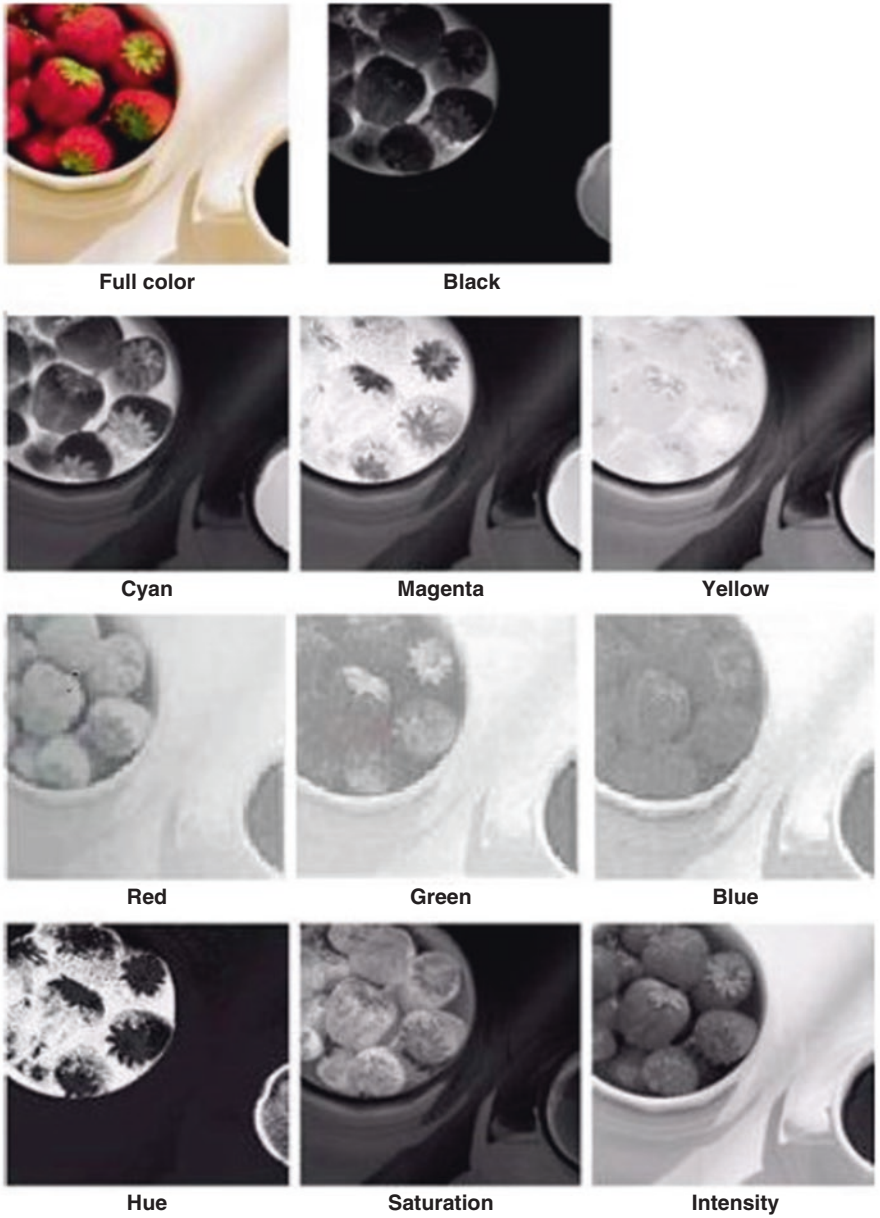 Full color
Black
Cyan
Magenta
Yellow
Red
Green
Blue
Hue
Saturation
Intensity